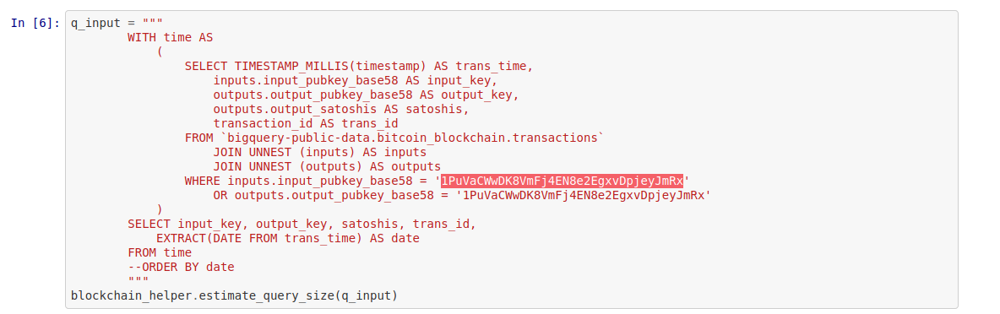 In [6]: q_input = """
WITH time AS
(
SELECT TIMESTAMP_MILLIS(timestamp) AS trans_time,
inputs.input_pubkey_base58 AS input_key,
outputs.output_pubkey_base58 AS output_key,
outputs.output_satoshis AS satoshis,
transaction_id AS trans_id
FROM `bigquery-public-data.bitcoin_blockchain.transactions`
JOIN UNNEST (inputs) AS inputs
JOIN UNNEST (outputs) AS outputs
WHERE inputs.input_pubkey_base58 = '1PuVaCWwDK8VmFj4EN8e2EgxvDpjeyJmRx'
OR outputs.output_pubkey_base58 = '1PuVaCWwDK8VmFj4EN8e2EgxvDpjeyJmRx'
)
SELECT input_key, output_key, satoshis, trans_id,
EXTRACT(DATE FROM trans_time) AS date
FROM time
--ORDER BY date
"""
blockchain_helper.estimate_query_size(q_input)